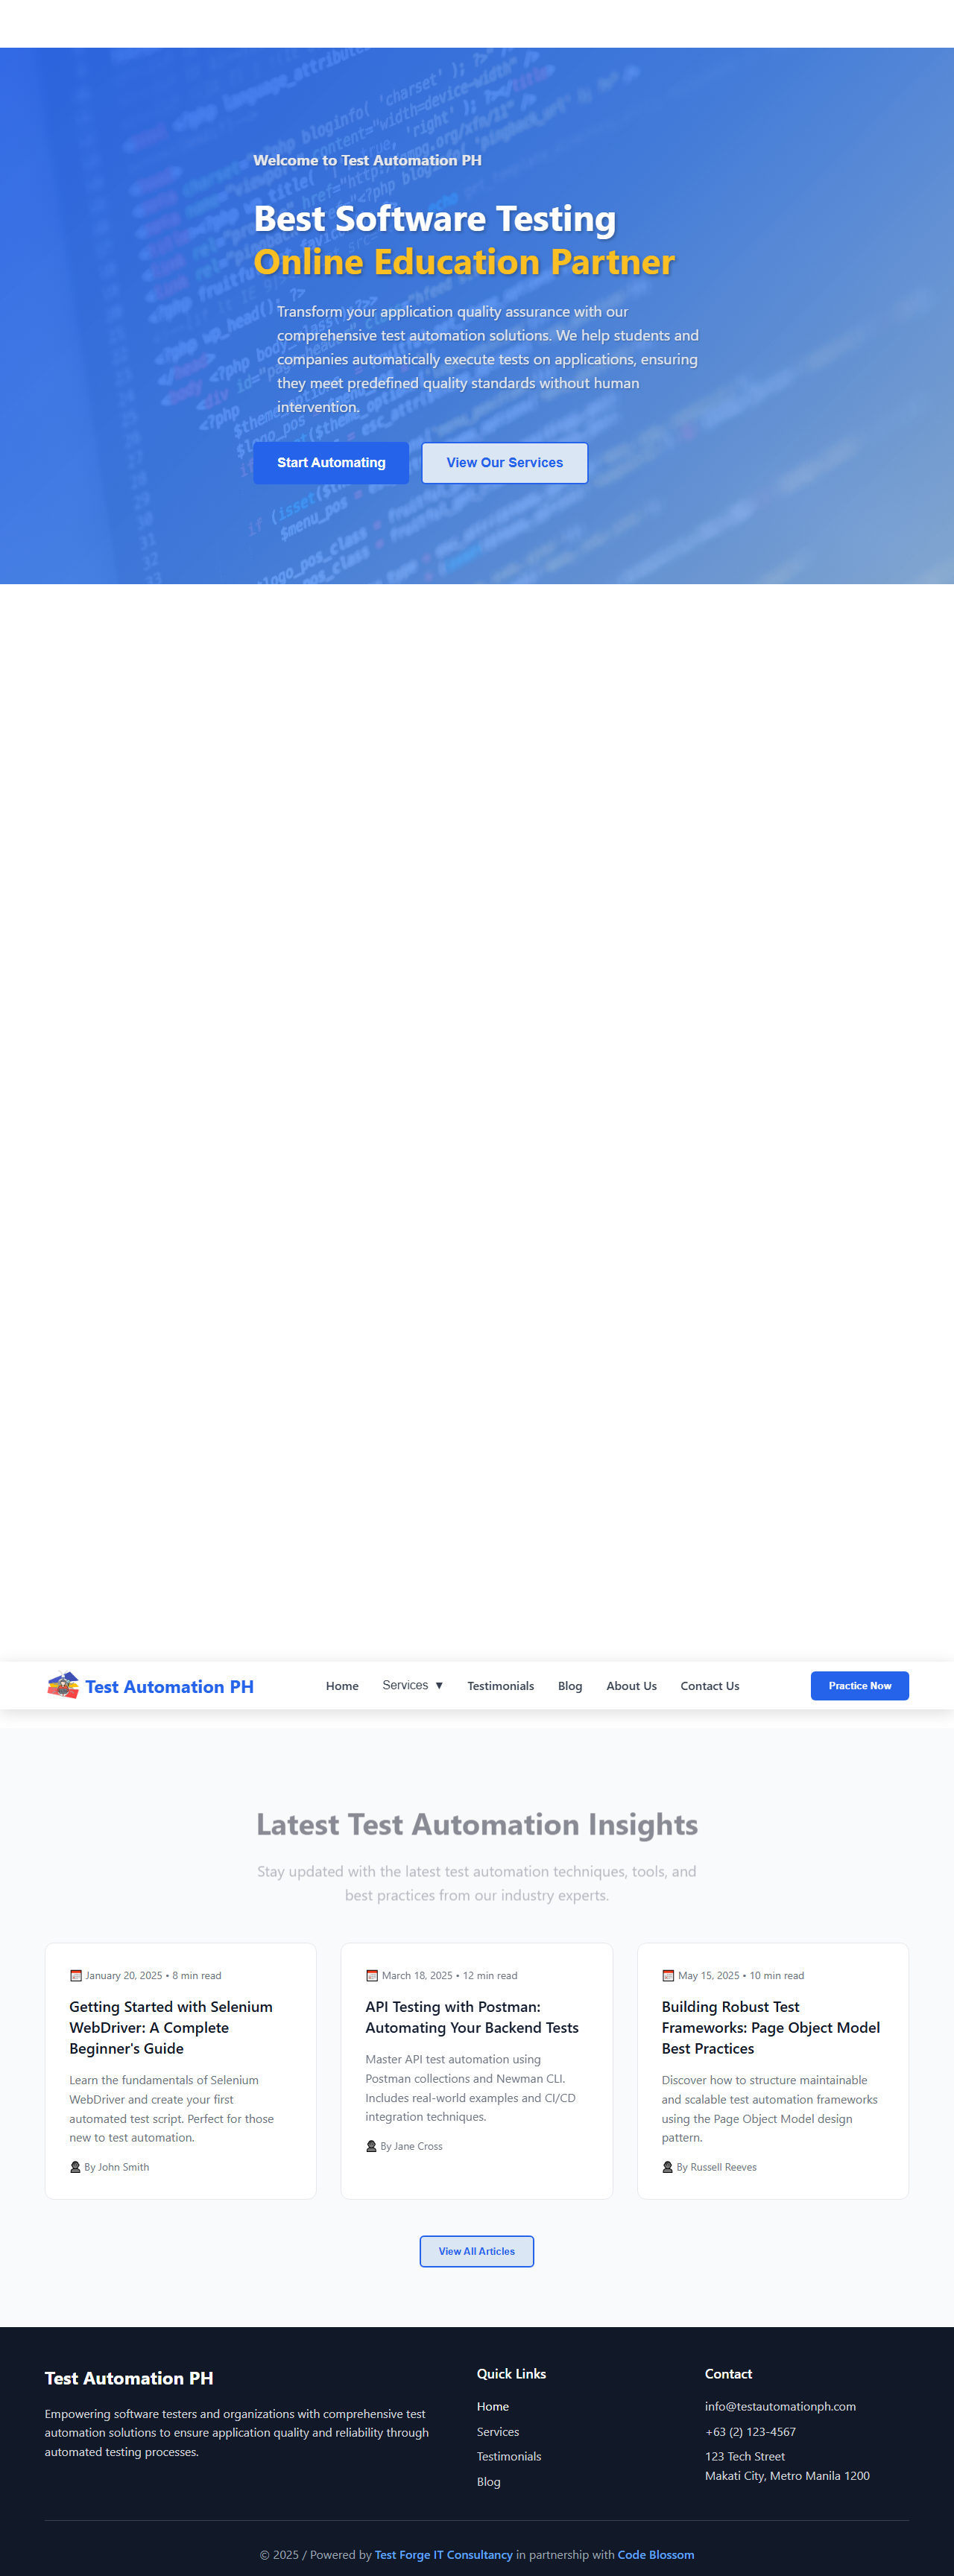 Welcome to Test Automation PH
Best Software Testing
Online Education Partner
Transform your application quality assurance with our
comprehensive test automation solutions. We help students and
companies automatically execute tests on applications, ensuring
they meet predefined quality standards without human
intervention.
Start Automating
View Our Services
Test Automation PH
Home
Services ▼
Testimonials
Blog
About Us
Contact Us
Practice Now
Latest Test Automation Insights
Stay updated with the latest test automation techniques, tools, and
best practices from our industry experts.
January 20, 2025 • 8 min read
Getting Started with Selenium
WebDriver: A Complete
Beginner's Guide
Learn the fundamentals of Selenium
WebDriver and create your first
automated test script. Perfect for those
new to test automation.
By John Smith
March 18, 2025 • 12 min read
API Testing with Postman:
Automating Your Backend Tests
Master API test automation using
Postman collections and Newman CLI.
Includes real-world examples and CI/CD
integration techniques.
By Jane Cross
May 15, 2025 • 10 min read
Building Robust Test
Frameworks: Page Object Model
Best Practices
Discover how to structure maintainable
and scalable test automation frameworks
using the Page Object Model design
pattern.
By Russell Reeves
View All Articles
Test Automation PH
Empowering software testers and organizations with comprehensive test
automation solutions to ensure application quality and reliability through
automated testing processes.
Quick Links
Home
Services
Testimonials
Blog
Contact
info@testautomationph.com
+63 (2) 123-4567
123 Tech Street
Makati City, Metro Manila 1200
© 2025 / Powered by Test Forge IT Consultancy in partnership with Code Blossom